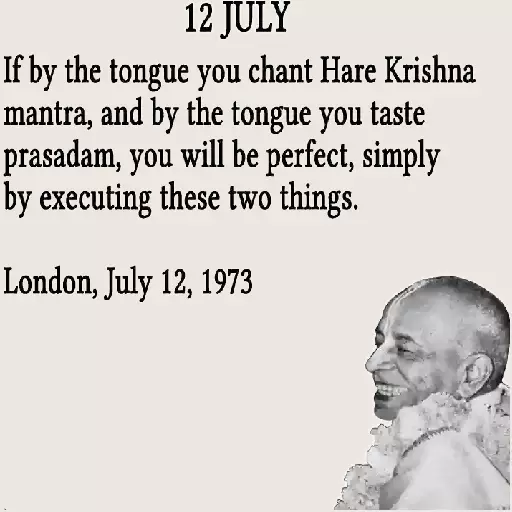 12 JULY
If by the tongue you chant Hare Krishna
mantra, and by the tongue you taste
prasadam, you will be perfect, simply
by executing these two things.
London, July 12, 1973